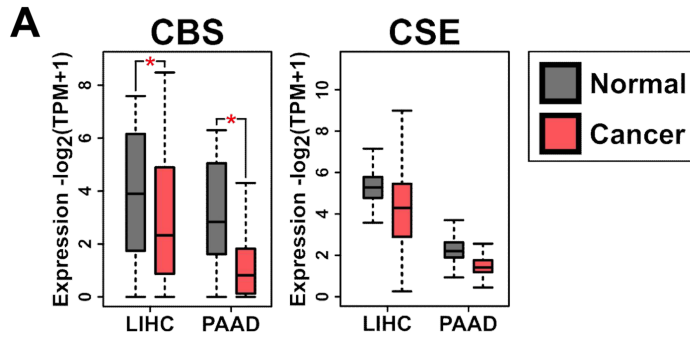 A
CBS
CSE
Expression -log2(TPM+1)
8
6
4
2
0
*
*
LIHC
PAAD
Expression -log2(TPM+1)
10
8
6
4
2
0
LIHC
PAAD
Normal
Cancer